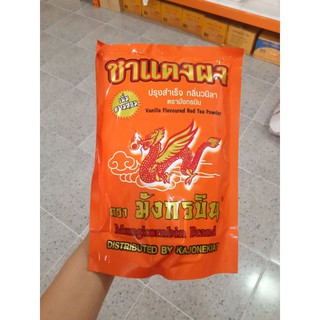 ชาแดงผง
ปรุงสำเร็จ กลิ่นวนิลา
ตรามังกรบิน
Vanilla Flavoured Red Tea Powder
ตรา มังกรบิน
Mungkornbin Brand
DISTRIBUTED BY KAJONEKIAT